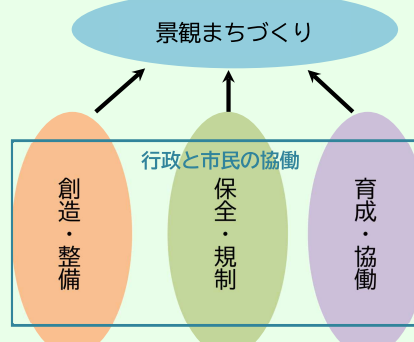 景観まちづくり
行政と市民の協働
創造・整備
保全・規制
育成・協働